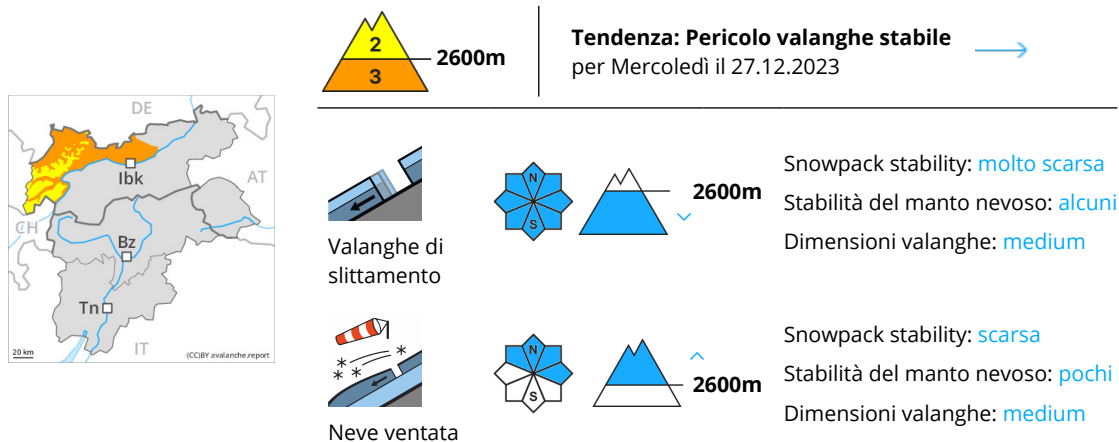 2
3
2600m
Tendenza: Pericolo valanghe stabile
per Mercoledì il 27.12.2023
DE
AT
CH
IT
Ibk
Bz
Tn
20 km
(CC)BY avalanche.report
Valanghe di
slittamento
N
S
2600m
Snowpack stability: molto scarsa
Stabilità del manto nevoso: alcuni
Dimensioni valanghe: medium
Neve ventata
N
S
2600m
Snowpack stability: scarsa
Stabilità del manto nevoso: pochi
Dimensioni valanghe: medium